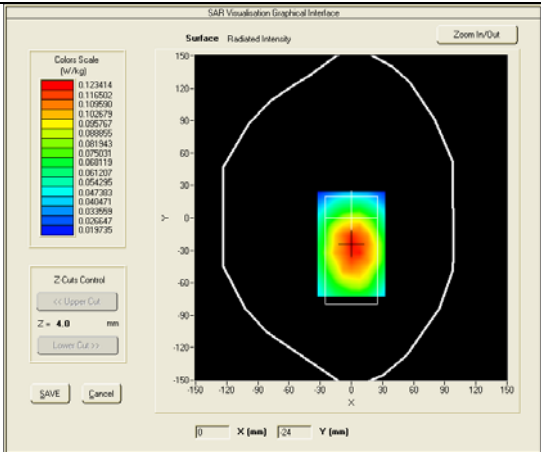 SAR Visualisation Graphical Interface
Surface Radiated Intensity
Zoom In/Out
Colors Scale
(W/kg)
0.123414
0.116502
0.109590
0.102679
0.095767
0.088855
0.081943
0.075031
0.068119
0.061207
0.054295
0.047383
0.040471
0.033559
0.026647
0.019735
150
120
90
60
30
0
-30
-60
-90
-120
-150
Y
-150 -120 -90 -60 -30 0 30 60 90 120 150
X
Z-Cuts Control
<< Upper Cut
Z = 4.0 mm
Lower Cut >>
SAVE Cancel
0 X (mm) -24 Y (mm)